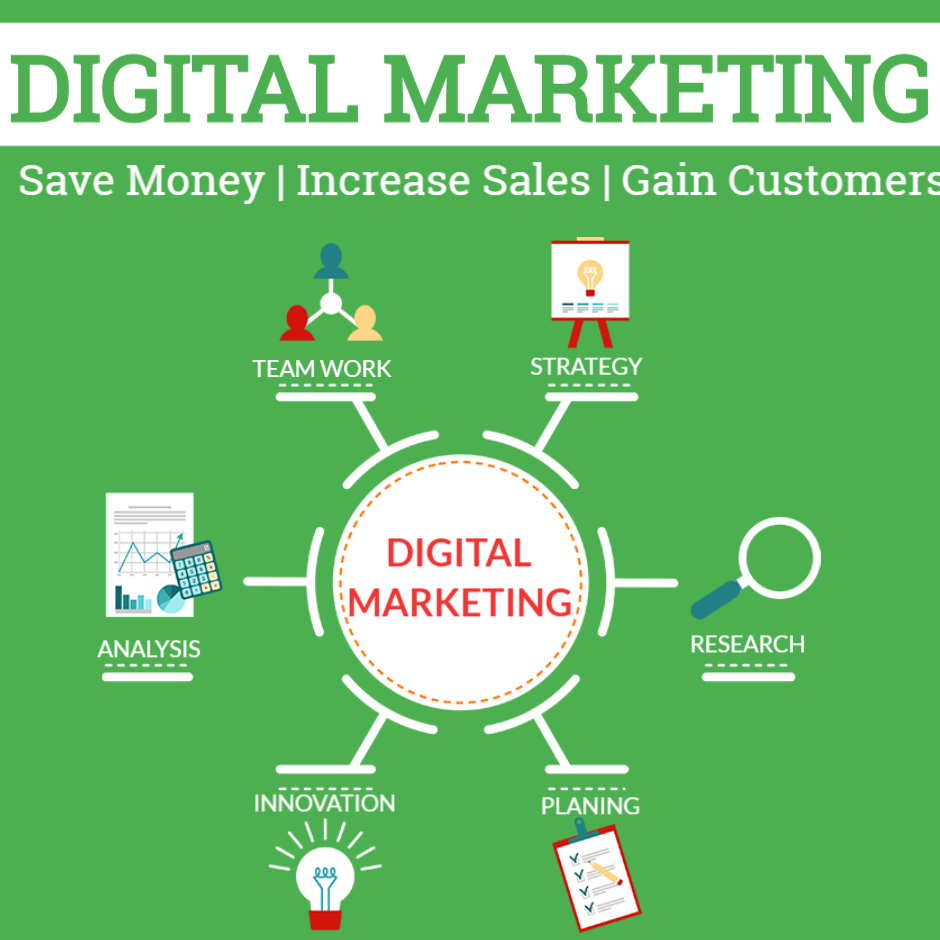 DIGITAL MARKETING
Save Money | Increase Sales | Gain Customers
TEAM WORK
STRATEGY
DIGITAL
MARKETING
ANALYSIS
RESEARCH
INNOVATION
PLANING